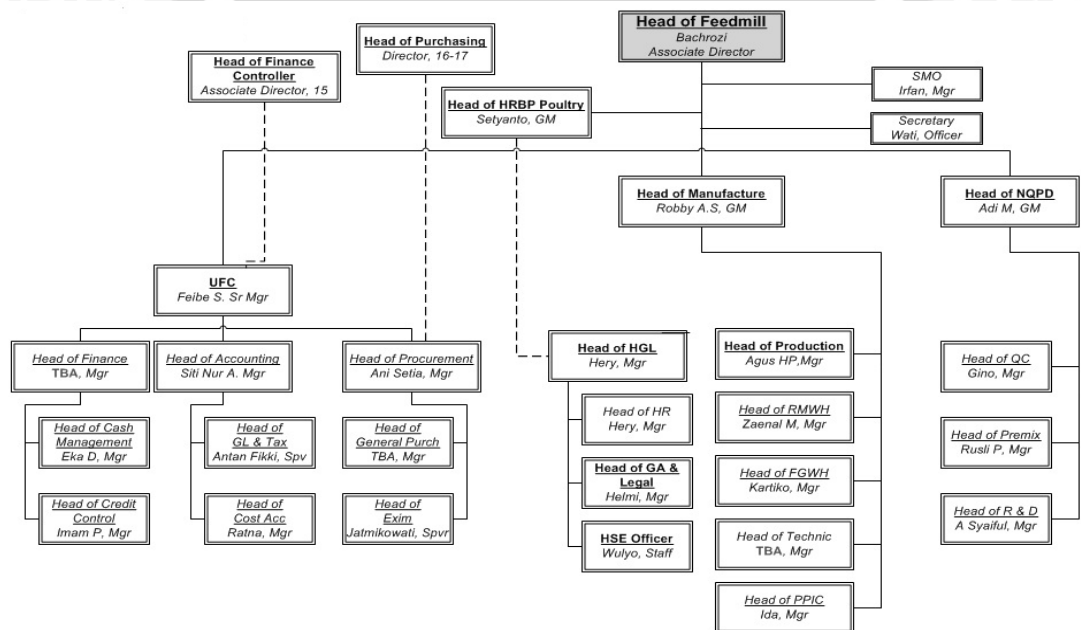 Head of Feedmill
Bachrozi
Associate Director
Head of Purchasing
Director, 16-17
Head of Finance
Controller
Associate Director, 15
SMO
Irfan, Mgr
Head of HRBP Poultry
Setyanto, GM
Secretary
Wati, Officer
Head of Manufacture
Robby A.S, GM
Head of NQPD
Adi M, GM
UFC
Feibe S. Sr Mgr
Head of Finance
TBA, Mgr
Head of Accounting
Siti Nur A. Mgr
Head of Procurement
Ani Setia, Mgr
Head of HGL
Hery, Mgr
Head of Production
Agus HP,Mgr
Head of QC
Gino, Mgr
Head of Cash
Management
Eka D, Mgr
Head of
GL & Tax
Antan Fikki, Spv
Head of
General Purch
TBA, Mgr
Head of HR
Hery, Mgr
Head of RMWH
Zaenal M, Mgr
Head of Premix
Rusli P, Mgr
Head of GA &
Legal
Helmi, Mgr
Head of FGWH
Kartiko, Mgr
Head of Credit
Control
Imam P, Mgr
Head of
Cost Acc
Ratna, Mgr
Head of
Exim
Jatmikowati, Spvr
HSE Officer
Wulyo, Staff
Head of Technic
TBA, Mgr
Head of R & D
A Syaiful, Mgr
Head of PPIC
Ida, Mgr